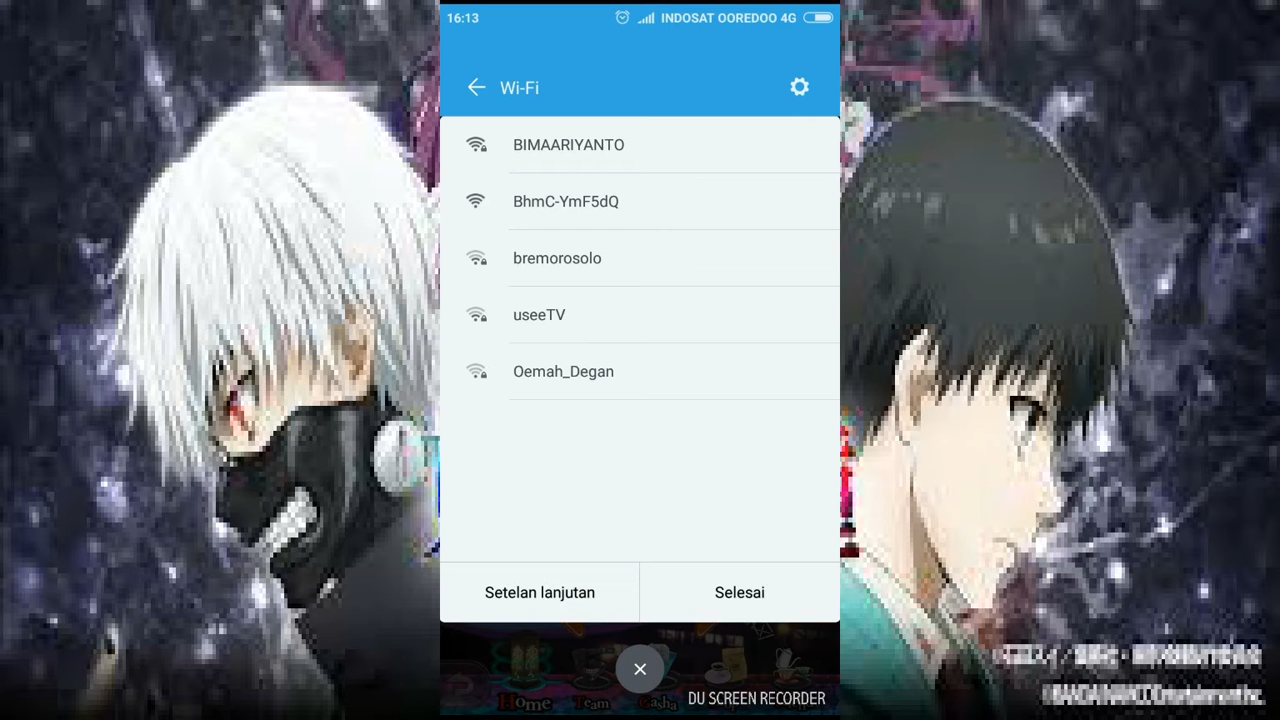 16:13
INDOSAT OOREDOO 4G
Wi-Fi
BIMAARIYANTO
BhmC-YmF5dQ
bremorosolo
useeTV
Oemah_Degan
Setelan lanjutan
Selesai
Home
Team
Gasha
DU SCREEN RECORDER